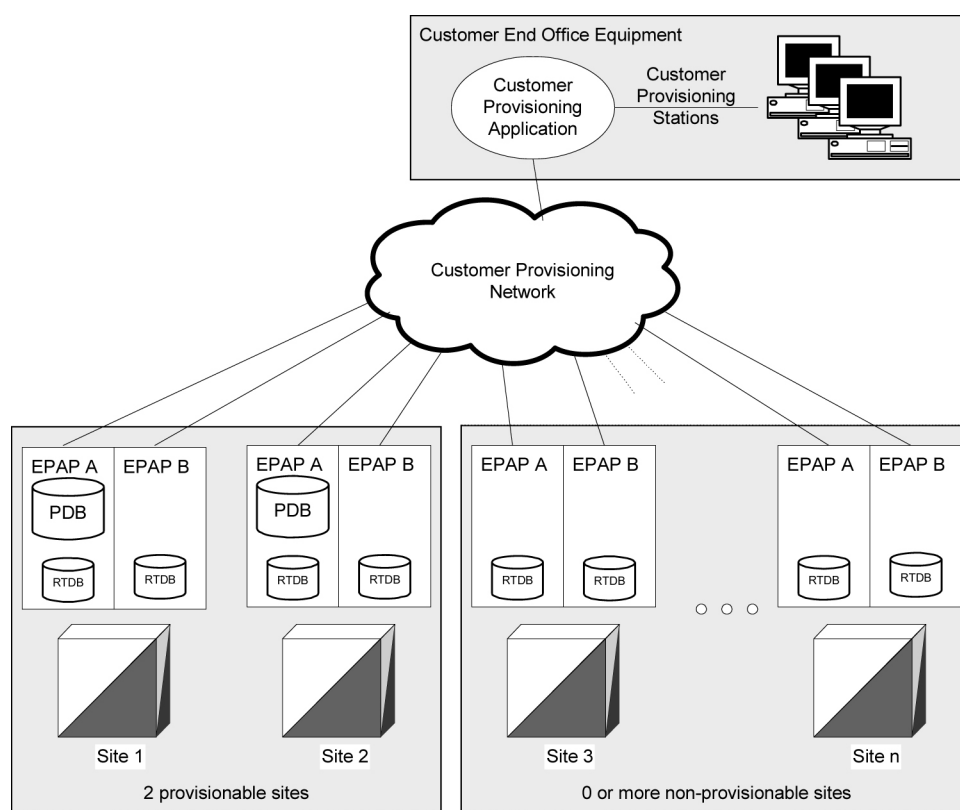 Customer End Office Equipment
Customer
Provisioning
Application
Customer
Provisioning
Stations
Customer Provisioning
Network
EPAP A
EPAP B
PDB
RTDB
RTDB
EPAP A
EPAP B
PDB
RTDB
RTDB
EPAP A
EPAP B
RTDB
RTDB
EPAP A
EPAP B
RTDB
RTDB
Site 1
Site 2
Site 3
Site n
2 provisionable sites
0 or more non-provisionable sites